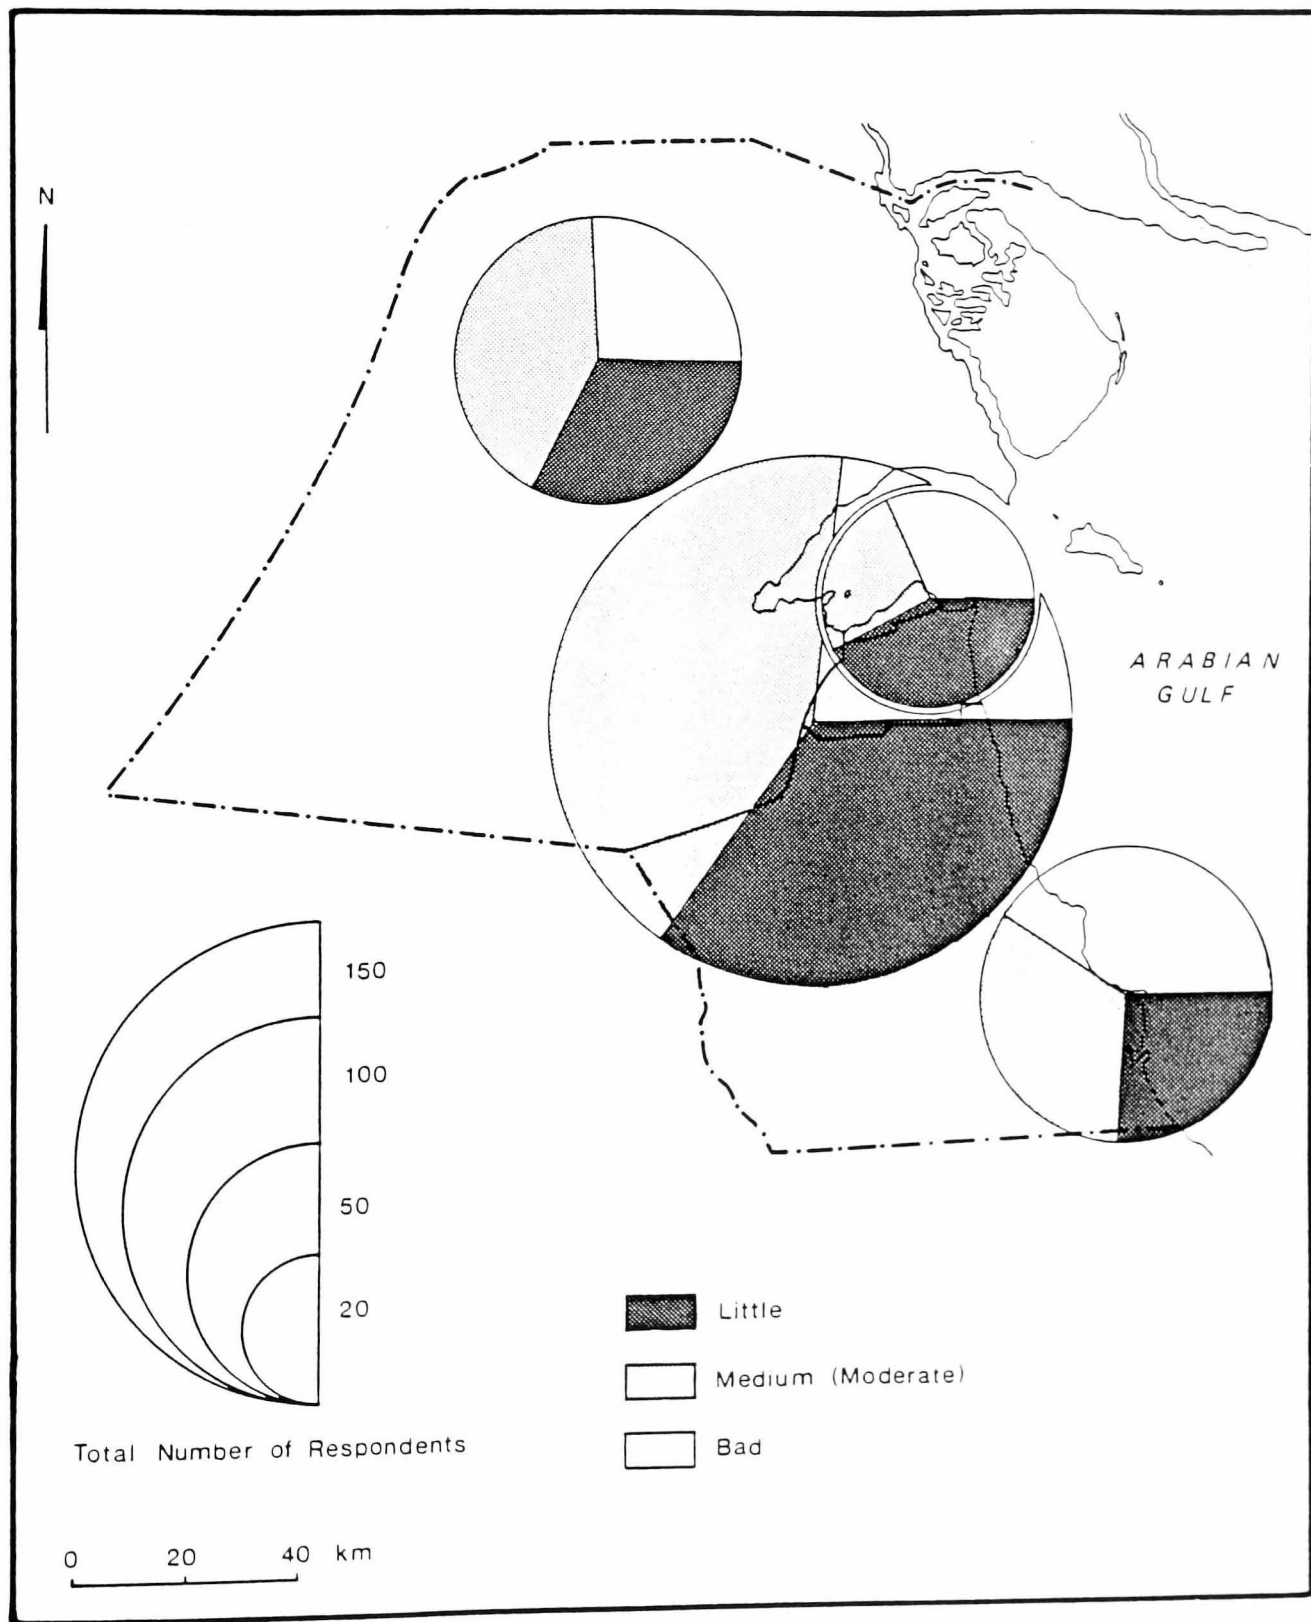 N
ARABIAN
GULF
150
100
50
20
Total Number of Respondents
Little
Medium (Moderate)
Bad
0 20 40 km